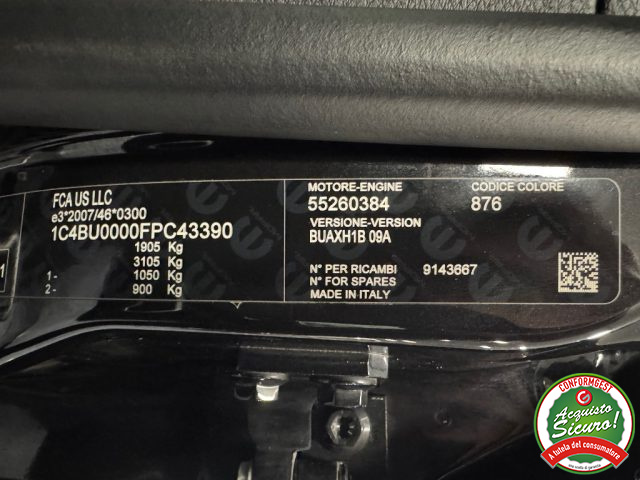 FCA US LLC
e3*2007/46*0300
1C4BU0000FPC43390
1905 Kg
3105 Kg
1- 1050 Kg
2- 900 Kg
1
MOTORE-ENGINE
55260384
VERSIONE-VERSION
BUAXH1B 09A
CODICE COLORE
876
N° PER RICAMBI 9143667
N° FOR SPARES
MADE IN ITALY
CONFORMGEST
Acquisto
Sicuro!
A tutela del consumatore